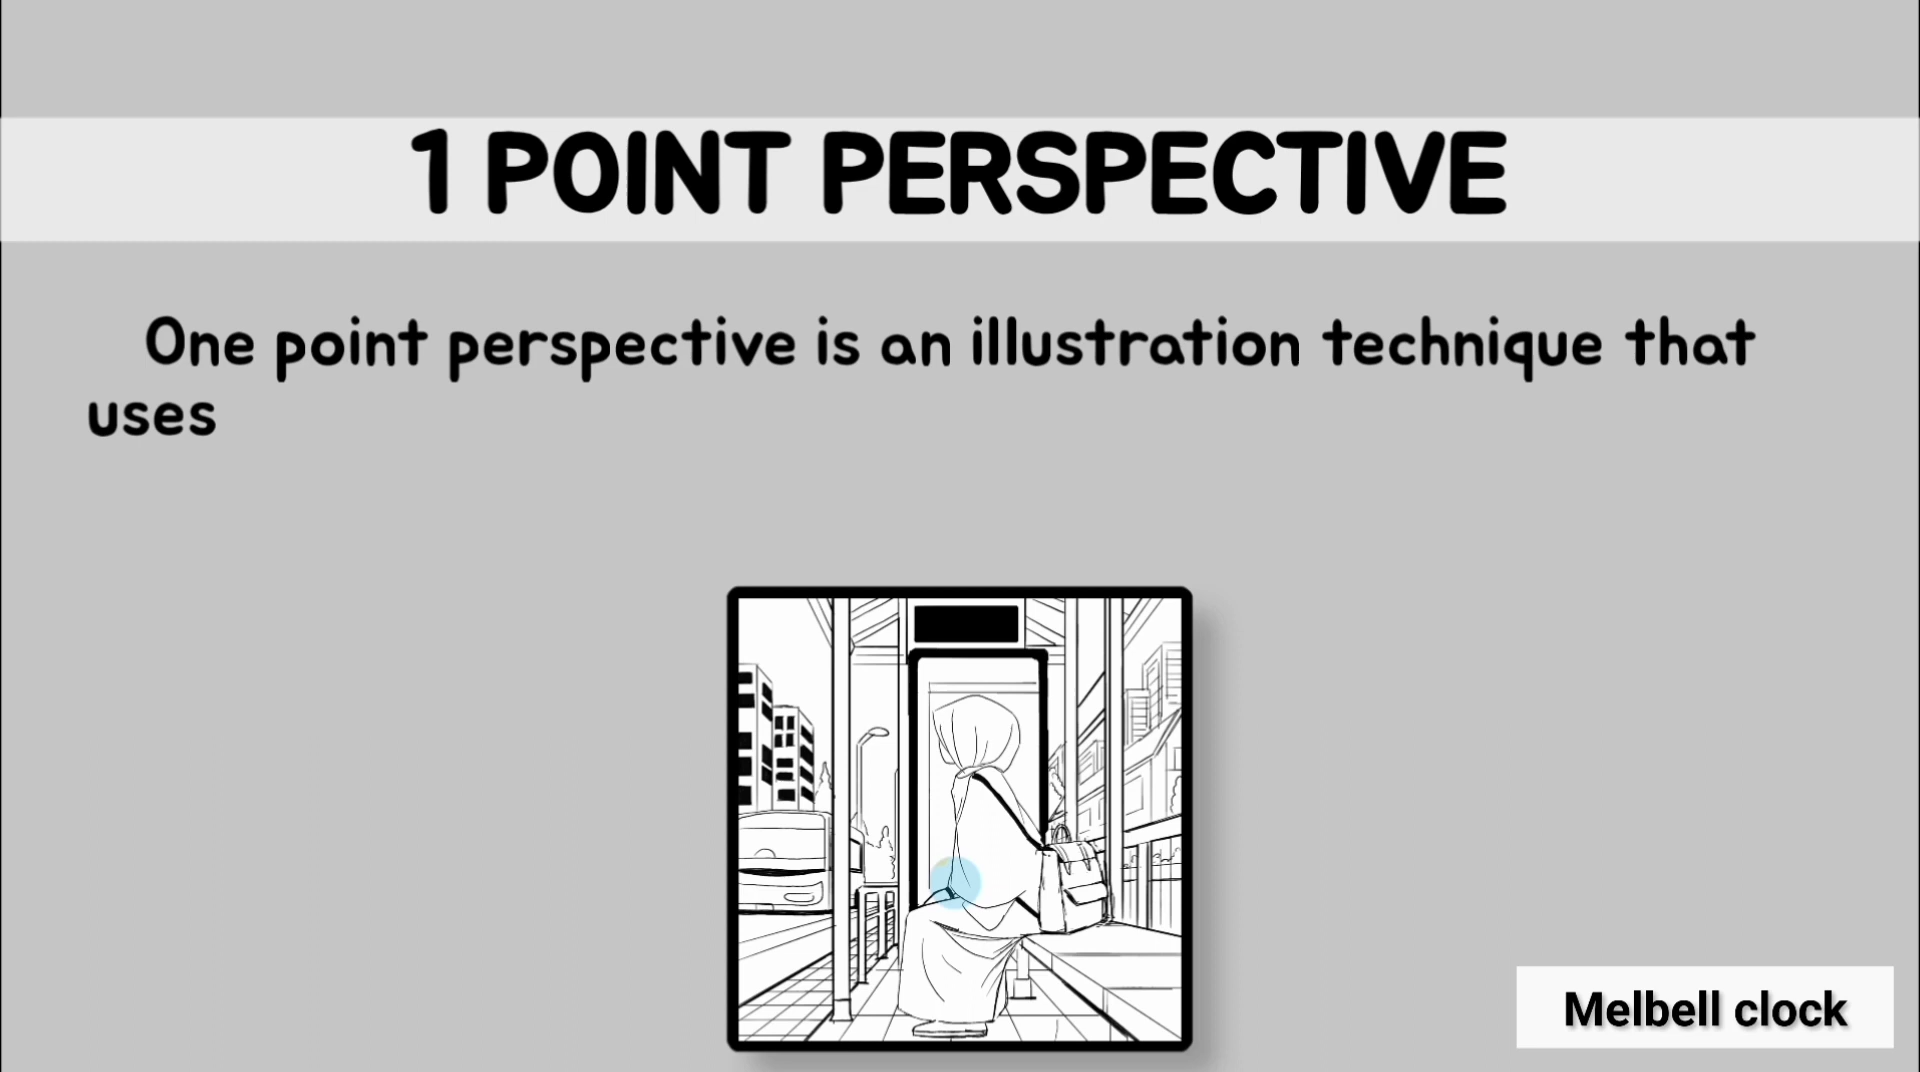 1 POINT PERSPECTIVE
One point perspective is an illustration technique that
uses
Melbell clock